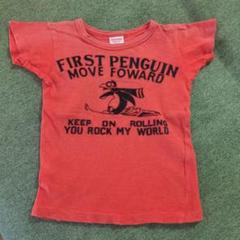 FIRST PENGUIN
MOVE FOWARD
KEEP ON ROLLING
YOU ROCK MY WORLD